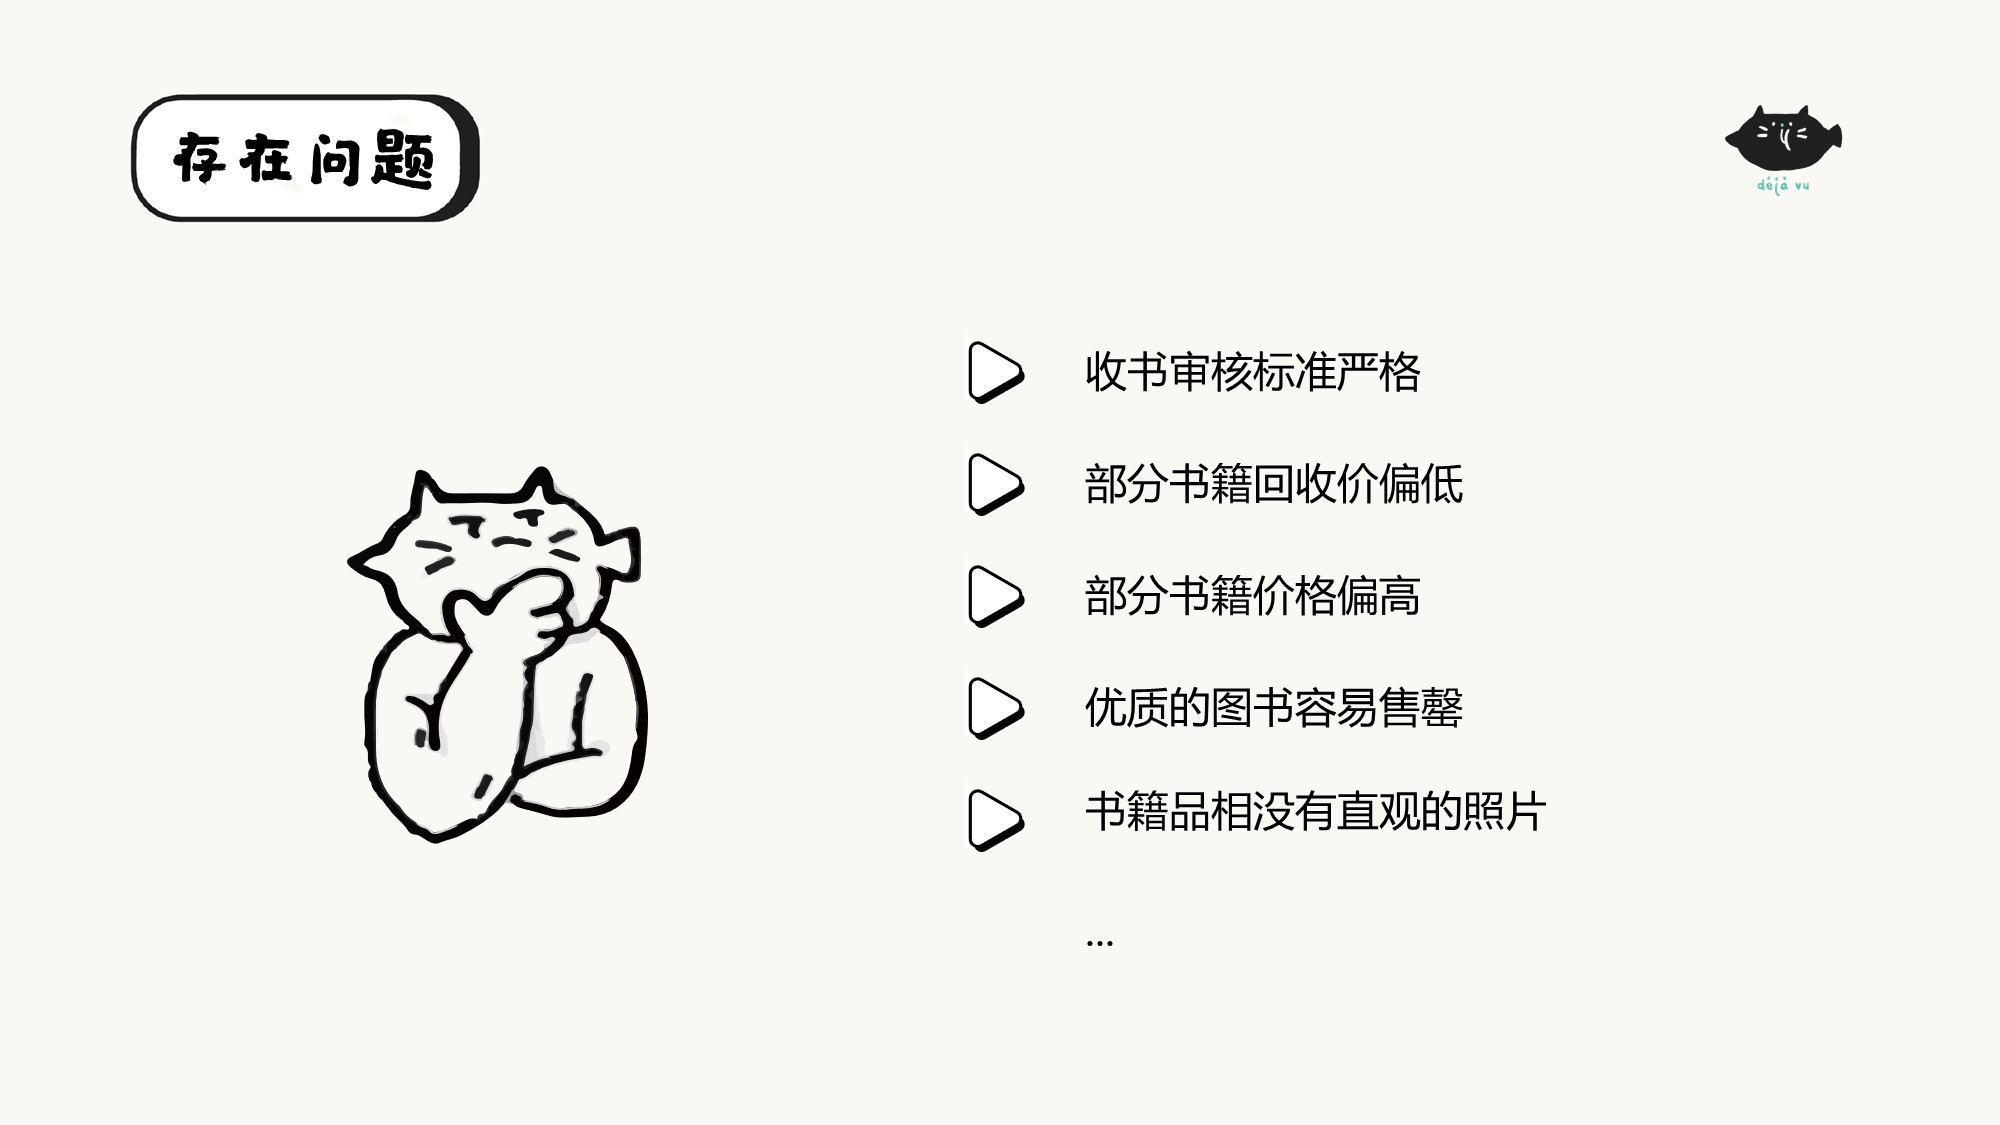 存在问题
déjà vu
收书审核标准严格
部分书籍回收价偏低
部分书籍价格偏高
优质的图书容易售罄
书籍品相没有直观的照片
...